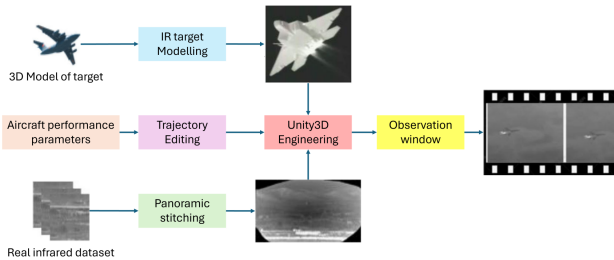 IR target
Modelling
3D Model of target
Aircraft performance
parameters
Trajectory
Editing
Unity3D
Engineering
Observation
window
Panoramic
stitching
Real infrared dataset